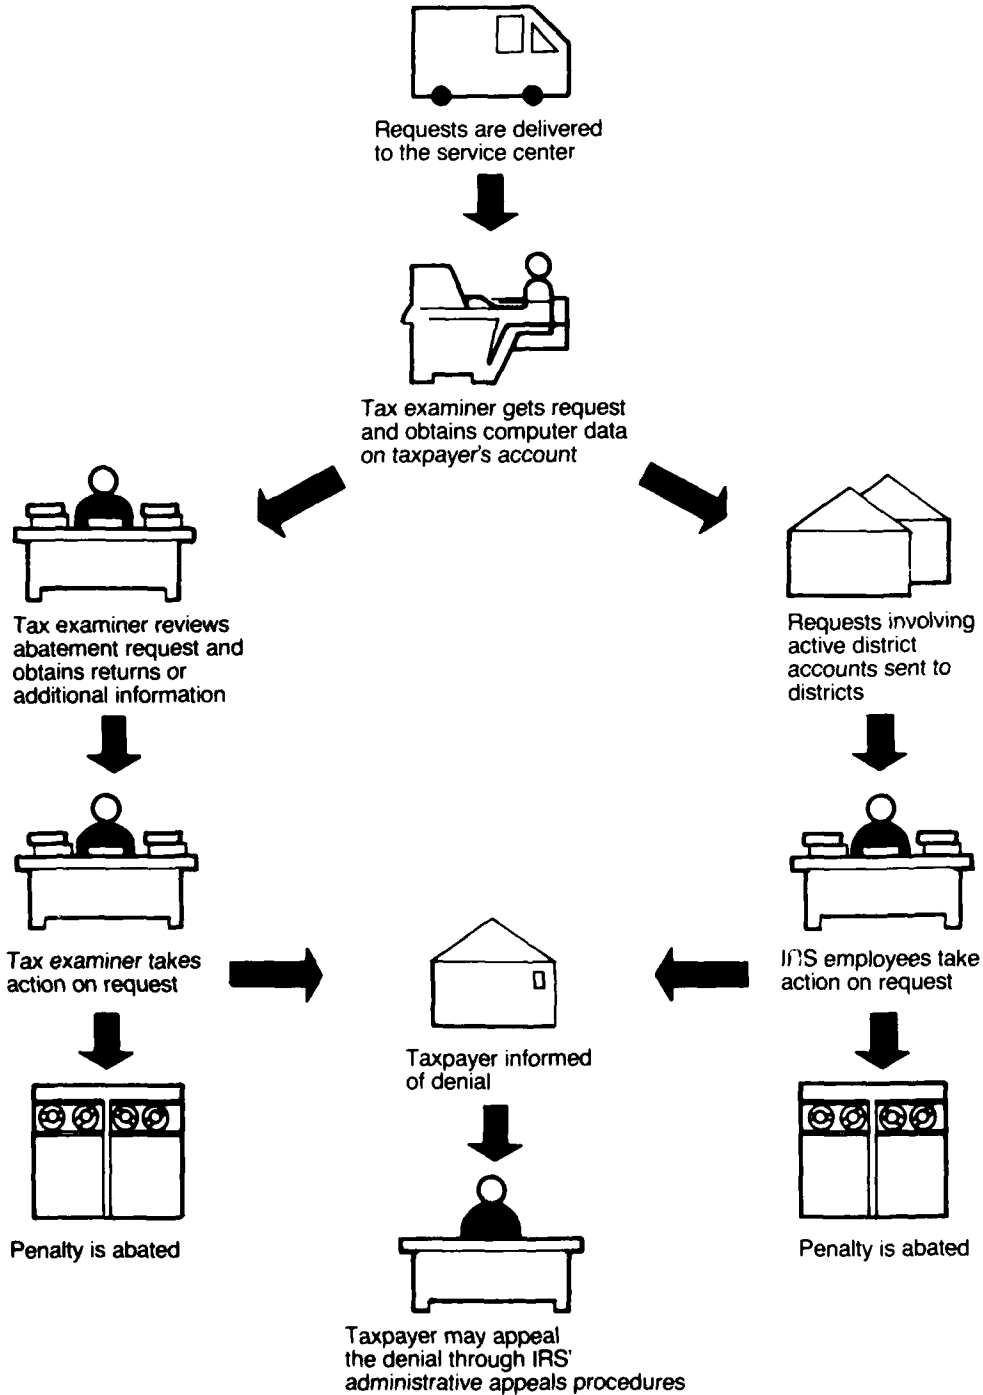 Requests are delivered
to the service center
Tax examiner gets request
and obtains computer data
on taxpayer's account
Tax examiner reviews
abatement request and
obtains returns or
additional information
Requests involving
active district
accounts sent to
districts
Tax examiner takes
action on request
IRS employees take
action on request
Taxpayer informed
of denial
Penalty is abated
Penalty is abated
Taxpayer may appeal
the denial through IRS'
administrative appeals procedures